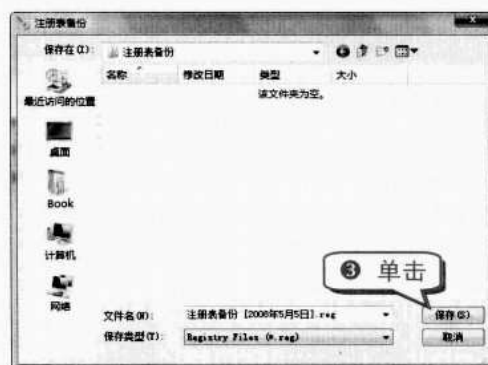 注册表备份
保存在(I): 注册表备份
名称 修改日期 类型 大小
该文件夹为空。
最近访问的位置
桌面
Book
计算机
网络
❸ 单击
文件名(N): 注册表备份 [2008年5月5日].reg 保存(S)
保存类型(T): Registry Files (*.reg) 取消